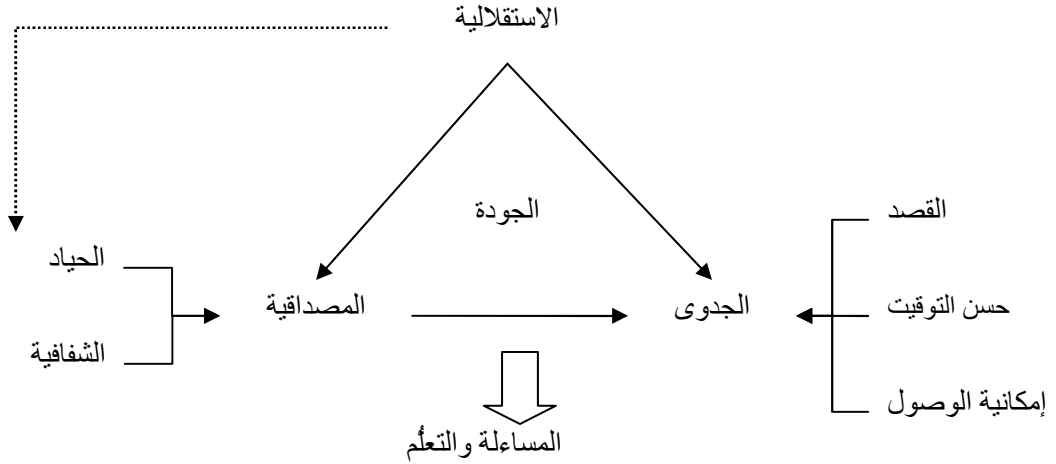 الاستقلالية
الجودة
القصد
الحياد
المصداقية
الجدوى
حسن التوقيت
الشفافية
إمكانية الوصول
المساءلة والتعلُّم